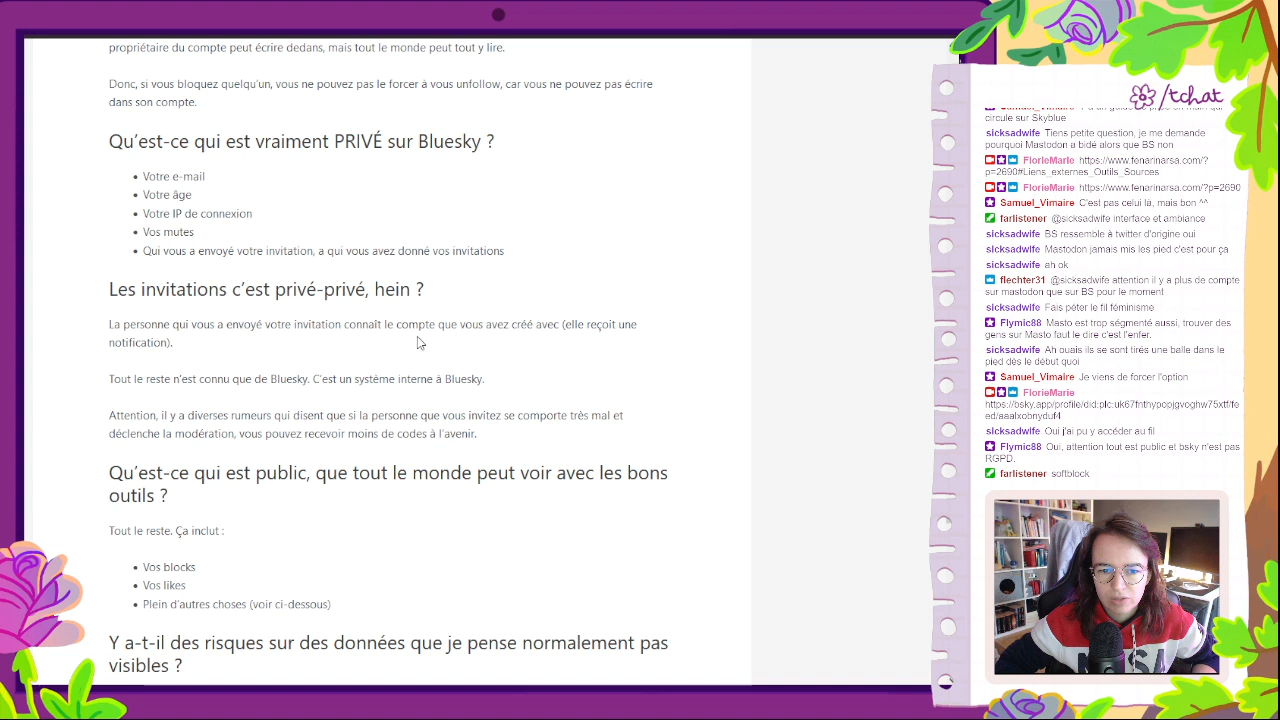 propriétaire du compte peut écrire dedans, mais tout le monde peut tout y lire.
Donc, si vous bloquez quelqu'un, vous ne pouvez pas le forcer à vous unfollow, car vous ne pouvez pas écrire
dans son compte.
Qu'est-ce qui est vraiment PRIVÉ sur Bluesky ?
• Votre e-mail
• Votre âge
• Votre IP de connexion
• Vos mutes
• Qui vous a envoyé votre invitation, a qui vous avez donné vos invitations
Les invitations c'est privé-privé, hein ?
La personne qui vous a envoyé votre invitation connaît le compte que vous avez créé avec (elle reçoit une
notification).
Tout le reste n'est connu que de Bluesky. C'est un système interne à Bluesky.
Attention, il y a diverses rumeurs qui disent que si la personne que vous invitez se comporte très mal et
déclenche la modération, vous pouvez recevoir moins de codes à l'avenir.
Qu'est-ce qui est public, que tout le monde peut voir avec les bons
outils ?
Tout le reste. Ça inclut :
• Vos blocks
• Vos likes
• Plein d'autres choses (voir ci-dessous)
Y a-t-il des risques sur des données que je pense normalement pas
visibles ?
/tchat
circule sur Skyblue
sicksadwife Tiens petite question, je me demande
pourquoi Mastodon a bidé alors que BS non
FlorieMarie https://www.fenarinarsa.com/?
p=2690#Liens_externes_Outils_Sources
FlorieMarie https://www.fenarinarsa.com/?p=2690
Samuel_Vimaire C'est pas celui là, mais bon ^^
farlistener @sicksadwife interface et ambiance
sicksadwife BS ressemble à twitter d'origine oui
sicksadwife Mastodon jamais mis les pied c'est pour ça
sicksadwife ah ok
flechter31 @sicksadwife attention il y a plus de compte
sur mastodon que sur BS pour le moment
sicksadwife Fais péter le fil féminisme
Flymic88 Masto est trop ségmenté aussi, trouver des
gens sur Masto faut le dire c'est l'enfer.
sicksadwife Ah ouais ils se sont tirés une balle dans le
pied dès le début quoi
Samuel_Vimaire Je viens de forcer l'option
FlorieMarie
sicksadwife Oui j'ai pu y accéder au fil
Flymic88 Oui, attention tout est public et bsky n'est pas
RGPD.
farlistener softblock